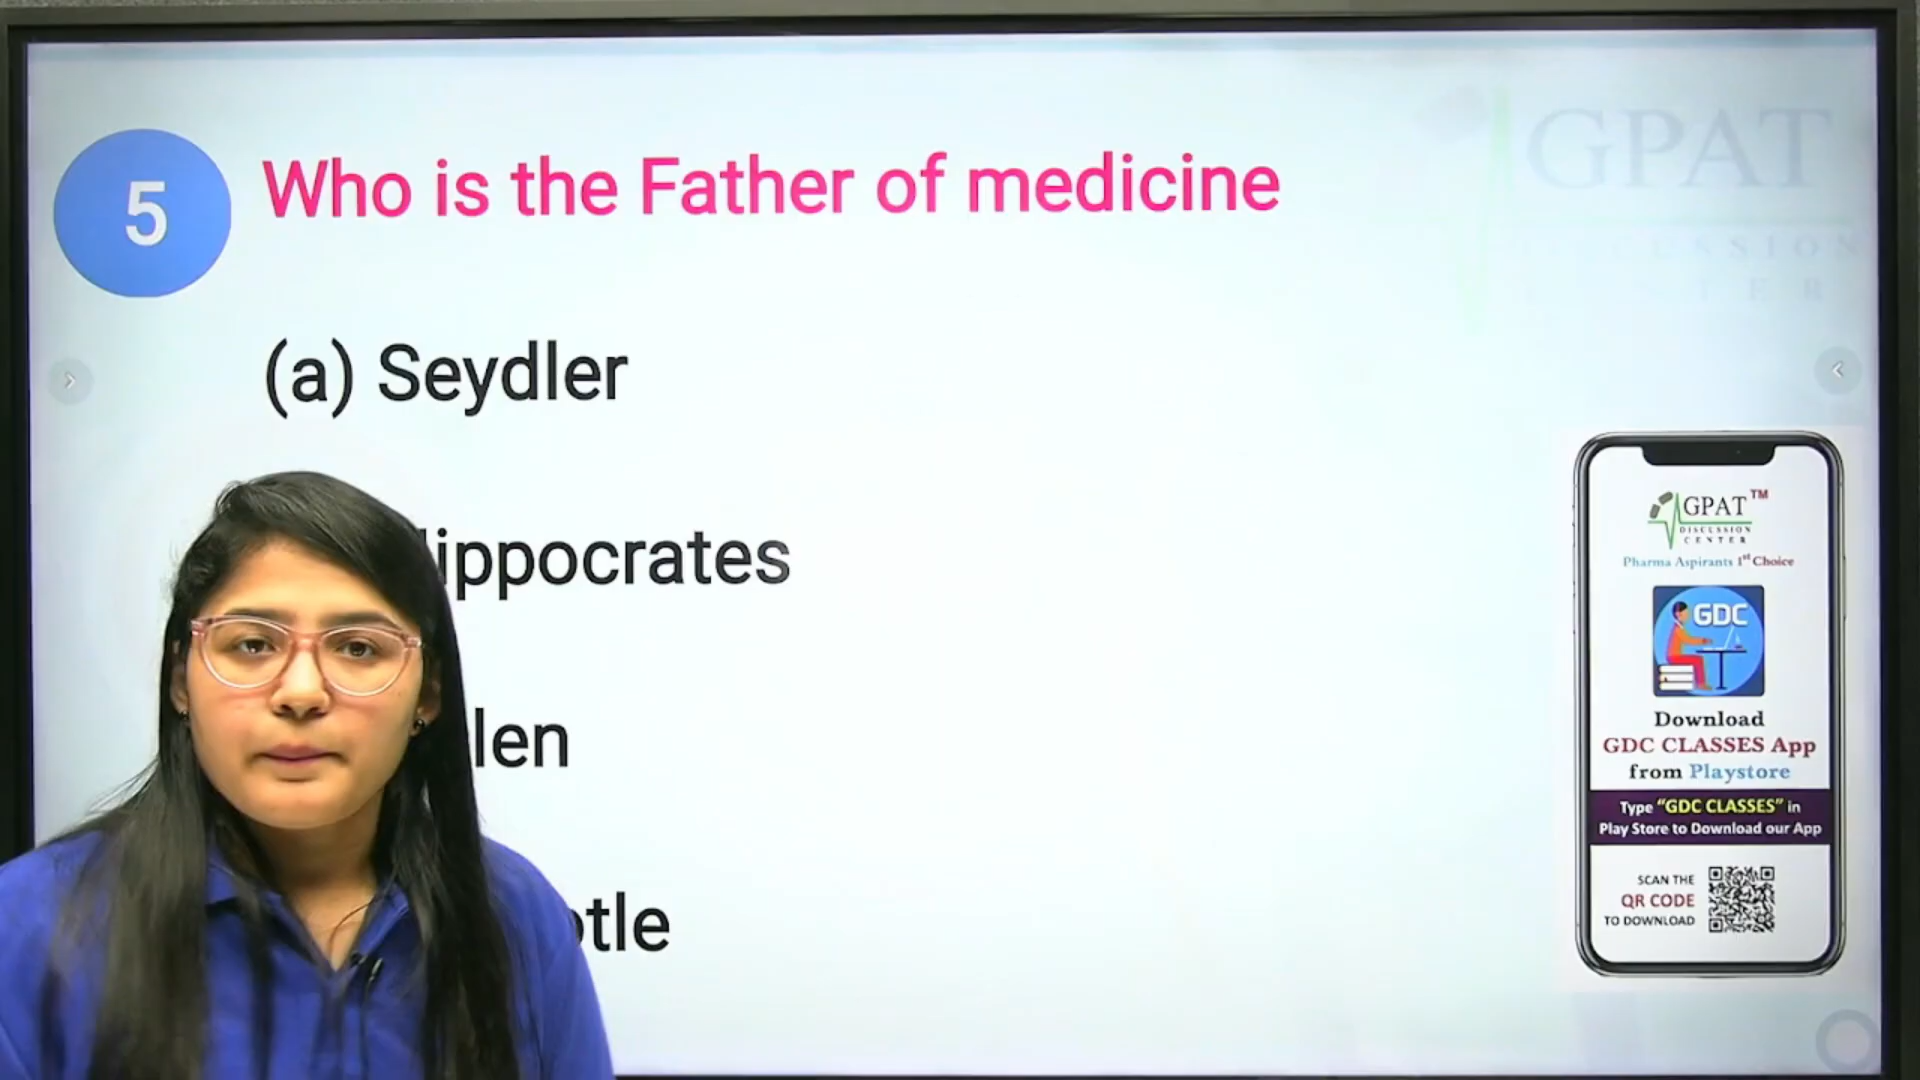 5
Who is the Father of medicine
GPAT
(a) Seydler
ippocrates
len
tle
GPAT™
DISCUSSION
CENTER
Pharma Aspirants 1st Choice
GDC
Download
GDC CLASSES App
from Playstore
Type “GDC CLASSES” in
Play Store to Download our App
SCAN THE
QR CODE
TO DOWNLOAD